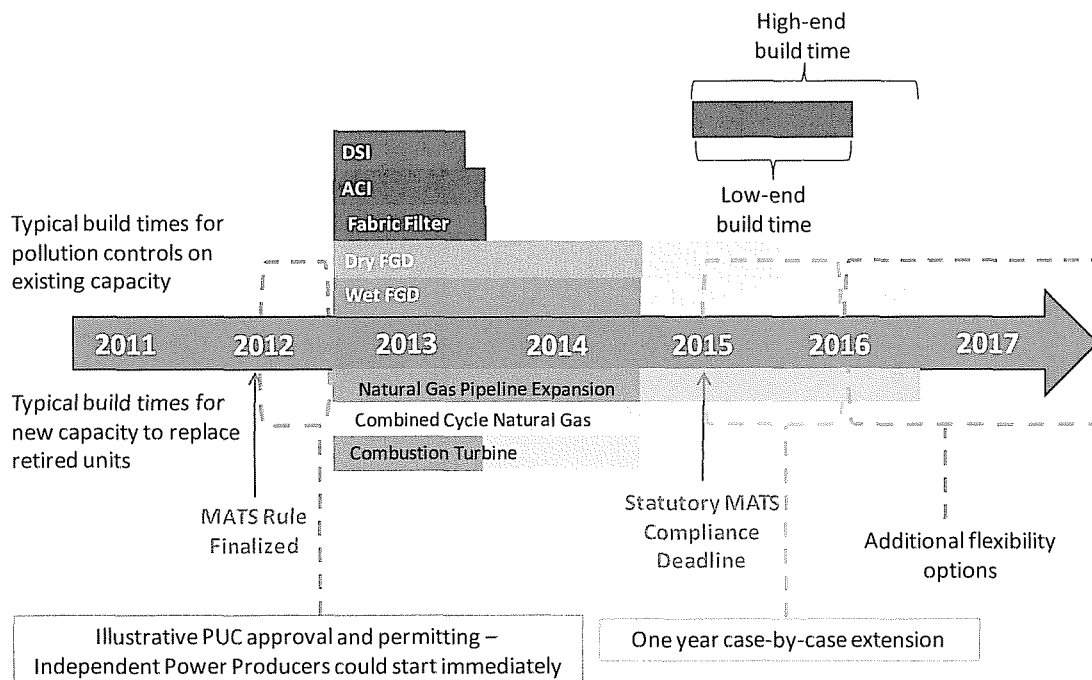 High-end
build time
Low-end
build time
DSI
ACI
Fabric Filter
Dry FGD
Wet FGD
Typical build times for
pollution controls on
existing capacity
2011 2012 2013 2014 2015 2016 2017
Natural Gas Pipeline Expansion
Combined Cycle Natural Gas
Combustion Turbine
Typical build times for
new capacity to replace
retired units
MATS Rule
Finalized
Statutory MATS
Compliance
Deadline
Additional flexibility
options
Illustrative PUC approval and permitting –
Independent Power Producers could start immediately
One year case-by-case extension